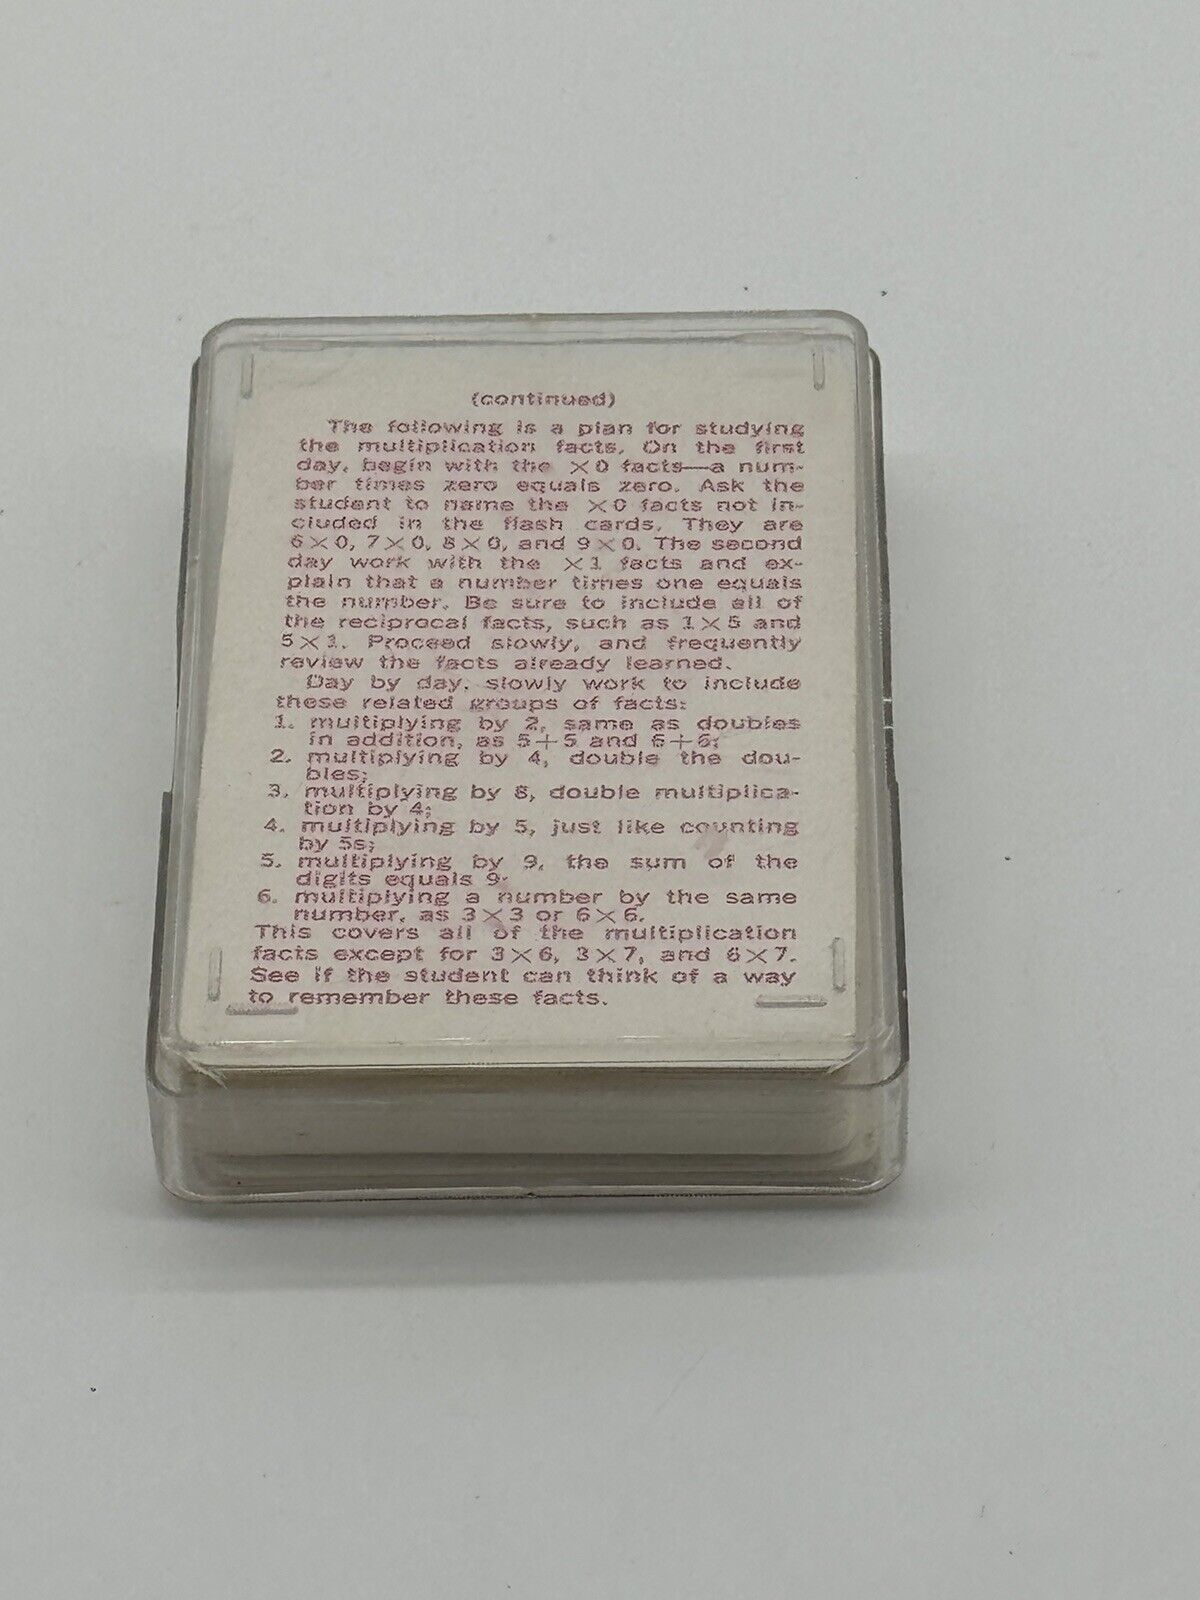 (continued)
The following is a plan for studying
the multiplication facts. On the first
day, begin with the ×0 facts—a num-
ber times zero equals zero. Ask the
student to name the ×0 facts not in-
cluded in the flash cards. They are
6×0, 7×0, 8×0, and 9×0. The second
day work with the ×1 facts and ex-
plain that a number times one equals
the number. Be sure to include all of
the reciprocal facts, such as 1×5 and
5×1. Proceed slowly, and frequently
review the facts already learned.
Day by day, slowly work to include
these related groups of facts:
1. multiplying by 2, same as doubles
in addition, as 5+5 and 6+6;
2. multiplying by 4, double the dou-
bles;
3. multiplying by 8, double multiplica-
tion by 4;
4. multiplying by 5, just like counting
by 5s;
5. multiplying by 9, the sum of the
digits equals 9;
6. multiplying a number by the same
number, as 3×3 or 6×6.
This covers all of the multiplication
facts except for 3×6, 3×7, and 6×7.
See if the student can think of a way
to remember these facts.